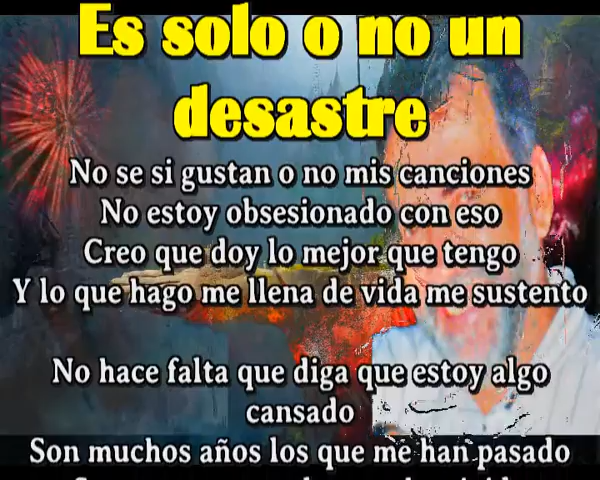 Es solo o no un
desastre
No se si gustan o no mis canciones
No estoy obsesionado con eso
Creo que doy lo mejor que tengo
Y lo que hago me llena de vida me sustento
No hace falta que diga que estoy algo
cansado
Son muchos años los que me han pasado